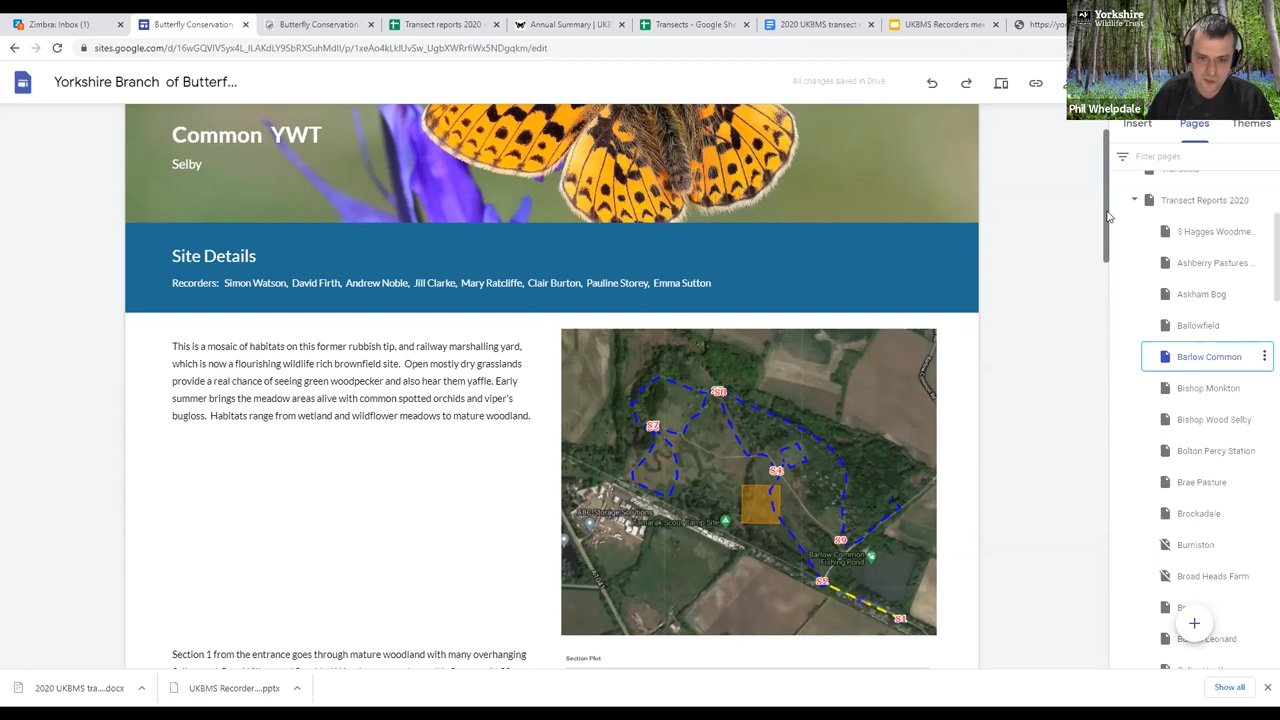 Zimbra: Inbox
Butterfly Conservation
Butterfly Conservation
Transect reports 2020 -
Annual Summary | UKB
Transects - Google She
2020 UKBMS transect r
UKBMS Recorders mee
https://yor
sites.google.com/d/
/edit
Yorkshire Branch of Butterf...
All changes saved in Drive
Yorkshire
Wildlife Trust
Phil Whelpdale
Insert
Pages
Themes
Filter pages
Transect Reports 2020
S Hagges Woodme...
Ashberry Pastures ...
Askham Bog
Ballowfield
Barlow Common
Bishop Monkton
Bishop Wood Selby
Bolton Percy Station
Brae Pasture
Brockadale
Burniston
Broad Heads Farm
Common YWT
Selby
Site Details
Recorders: Simon Watson, David Firth, Andrew Noble, Jill Clarke, Mary Ratcliffe, Clair Burton, Pauline Storey, Emma Sutton
This is a mosaic of habitats on this former rubbish tip, and railway marshalling yard,
which is now a flourishing wildlife rich brownfield site. Open mostly dry grasslands
provide a real chance of seeing green woodpecker and also hear them yaffle. Early
summer brings the meadow areas alive with common spotted orchids and viper's
bugloss. Habitats range from wetland and wildflower meadows to mature woodland.
S7
S4
S9
S1
ABC Storage Solutions
Tamarak Scout Camp Site
Barlow Common
Fishing Pond
A1041
Section Plot
Section 1 from the entrance goes through mature woodland with many overhanging
2020 UKBMS tra....docx
UKBMS Recorder....pptx
Show all